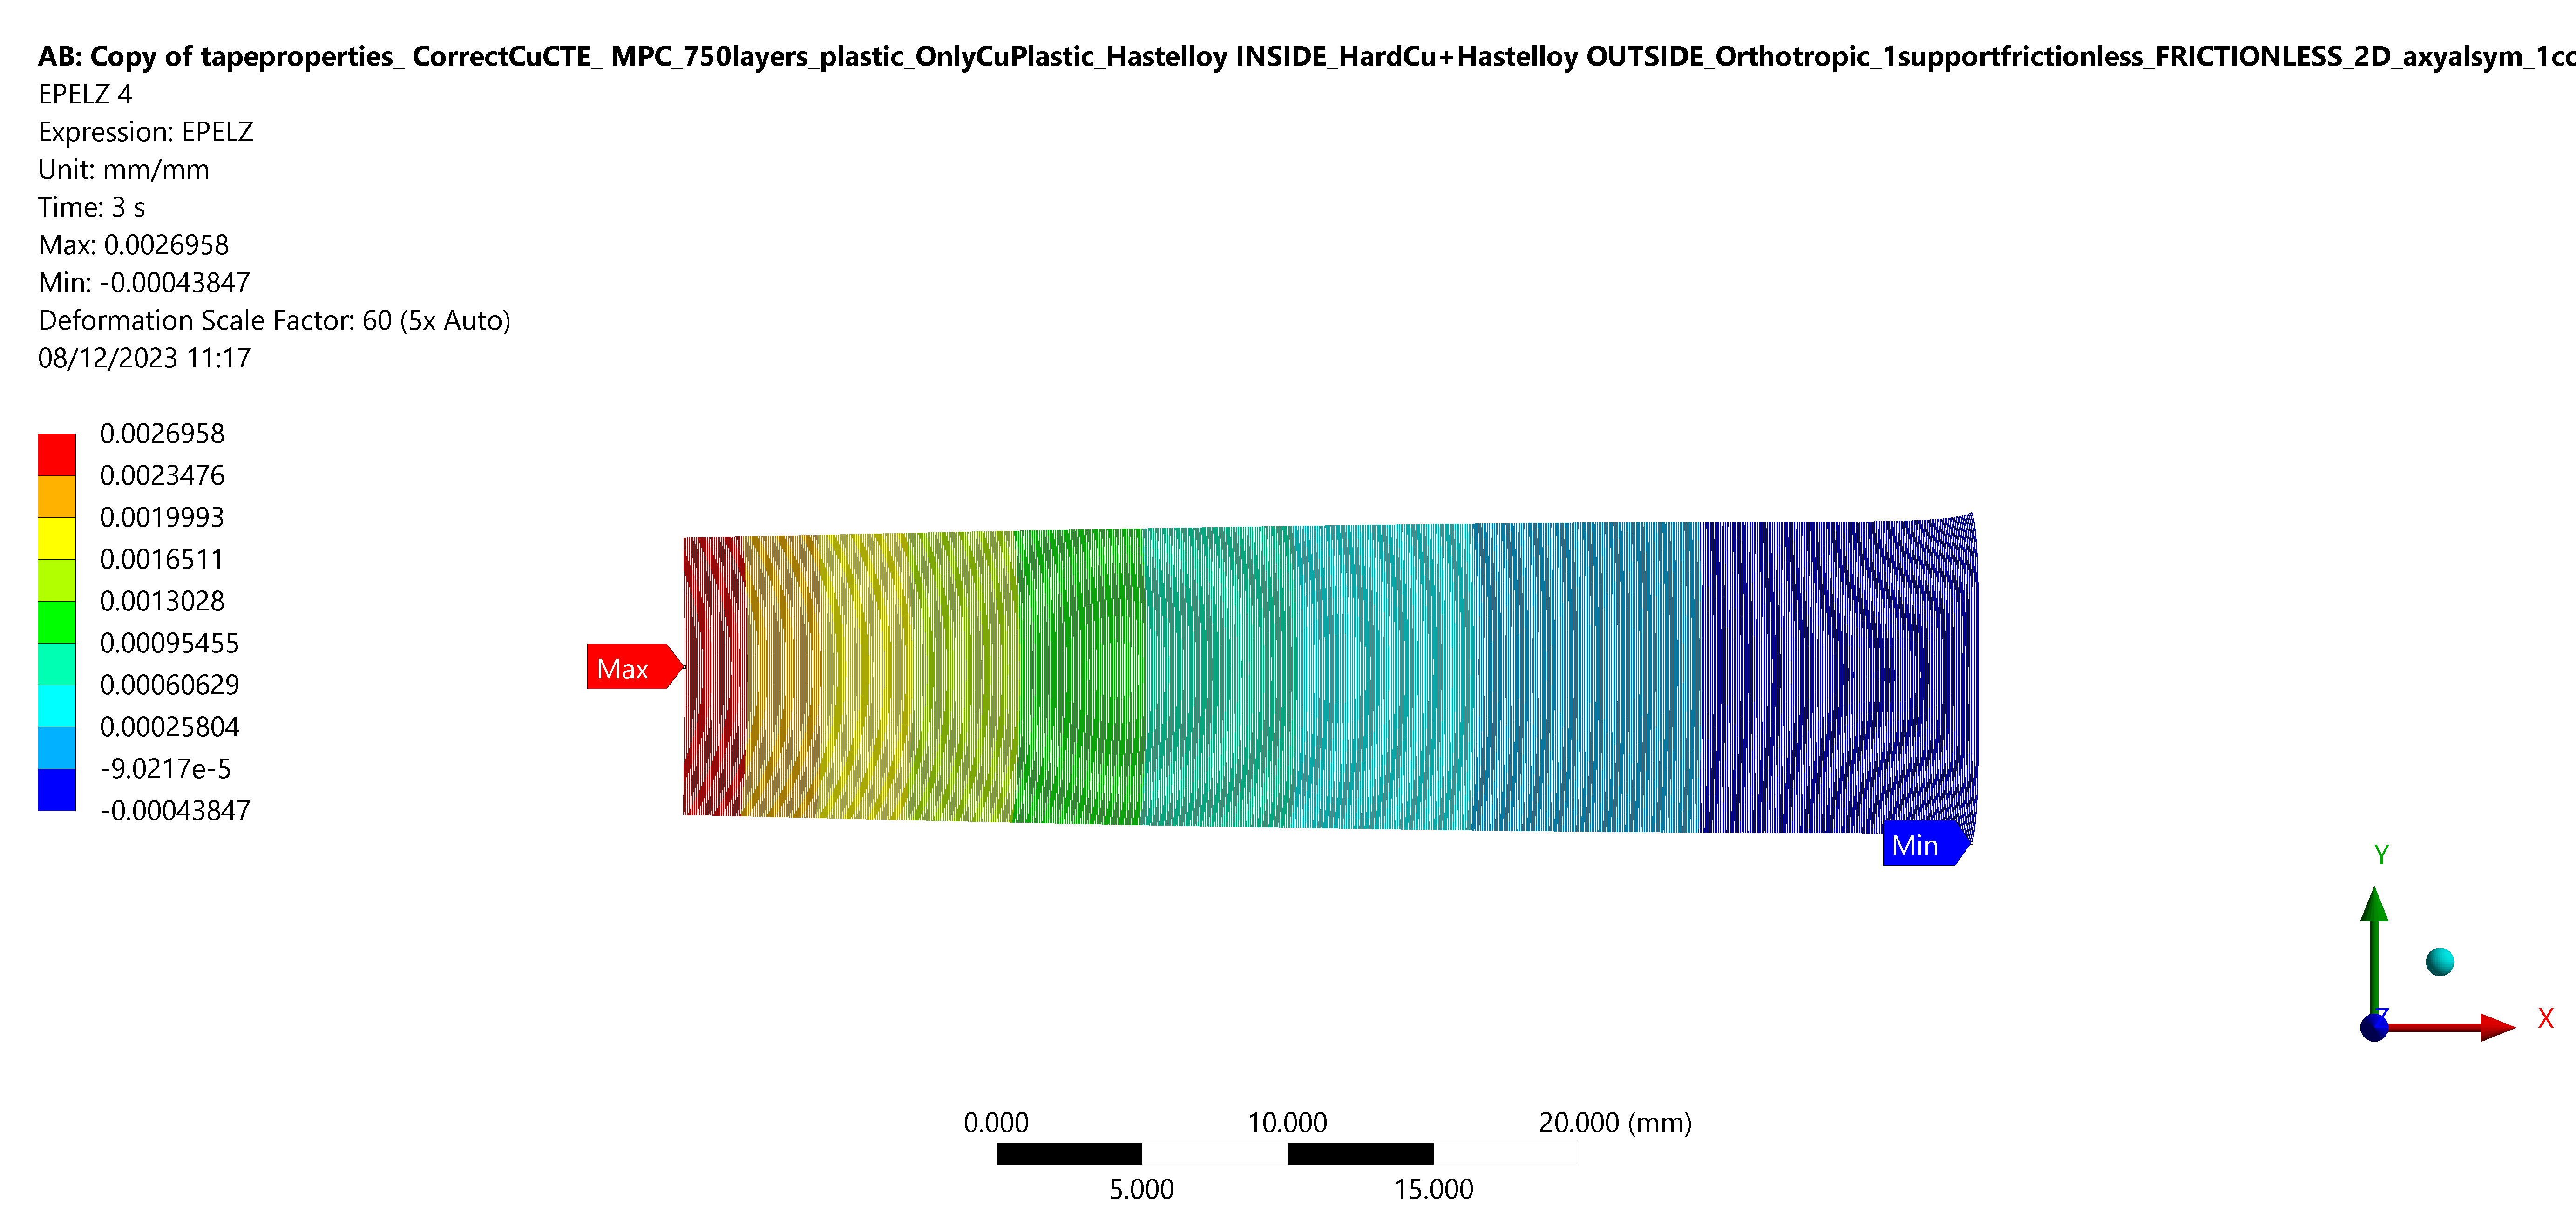 AB: Copy of tapeproperties_ CorrectCuCTE_ MPC_750layers_plastic_OnlyCuPlastic_Hastelloy INSIDE_HardCu+Hastelloy OUTSIDE_Orthotropic_1supportfrictionless_FRICTIONLESS_2D_axyalsym_1co
EPELZ 4
Expression: EPELZ
Unit: mm/mm
Time: 3 s
Max: 0.0026958
Min: -0.00043847
Deformation Scale Factor: 60 (5x Auto)
08/12/2023 11:17
0.0026958
0.0023476
0.0019993
0.0016511
0.0013028
0.00095455
0.00060629
0.00025804
-9.0217e-5
-0.00043847
Max
Min
Y
Z
X
0.000 10.000 20.000 (mm)
5.000 15.000